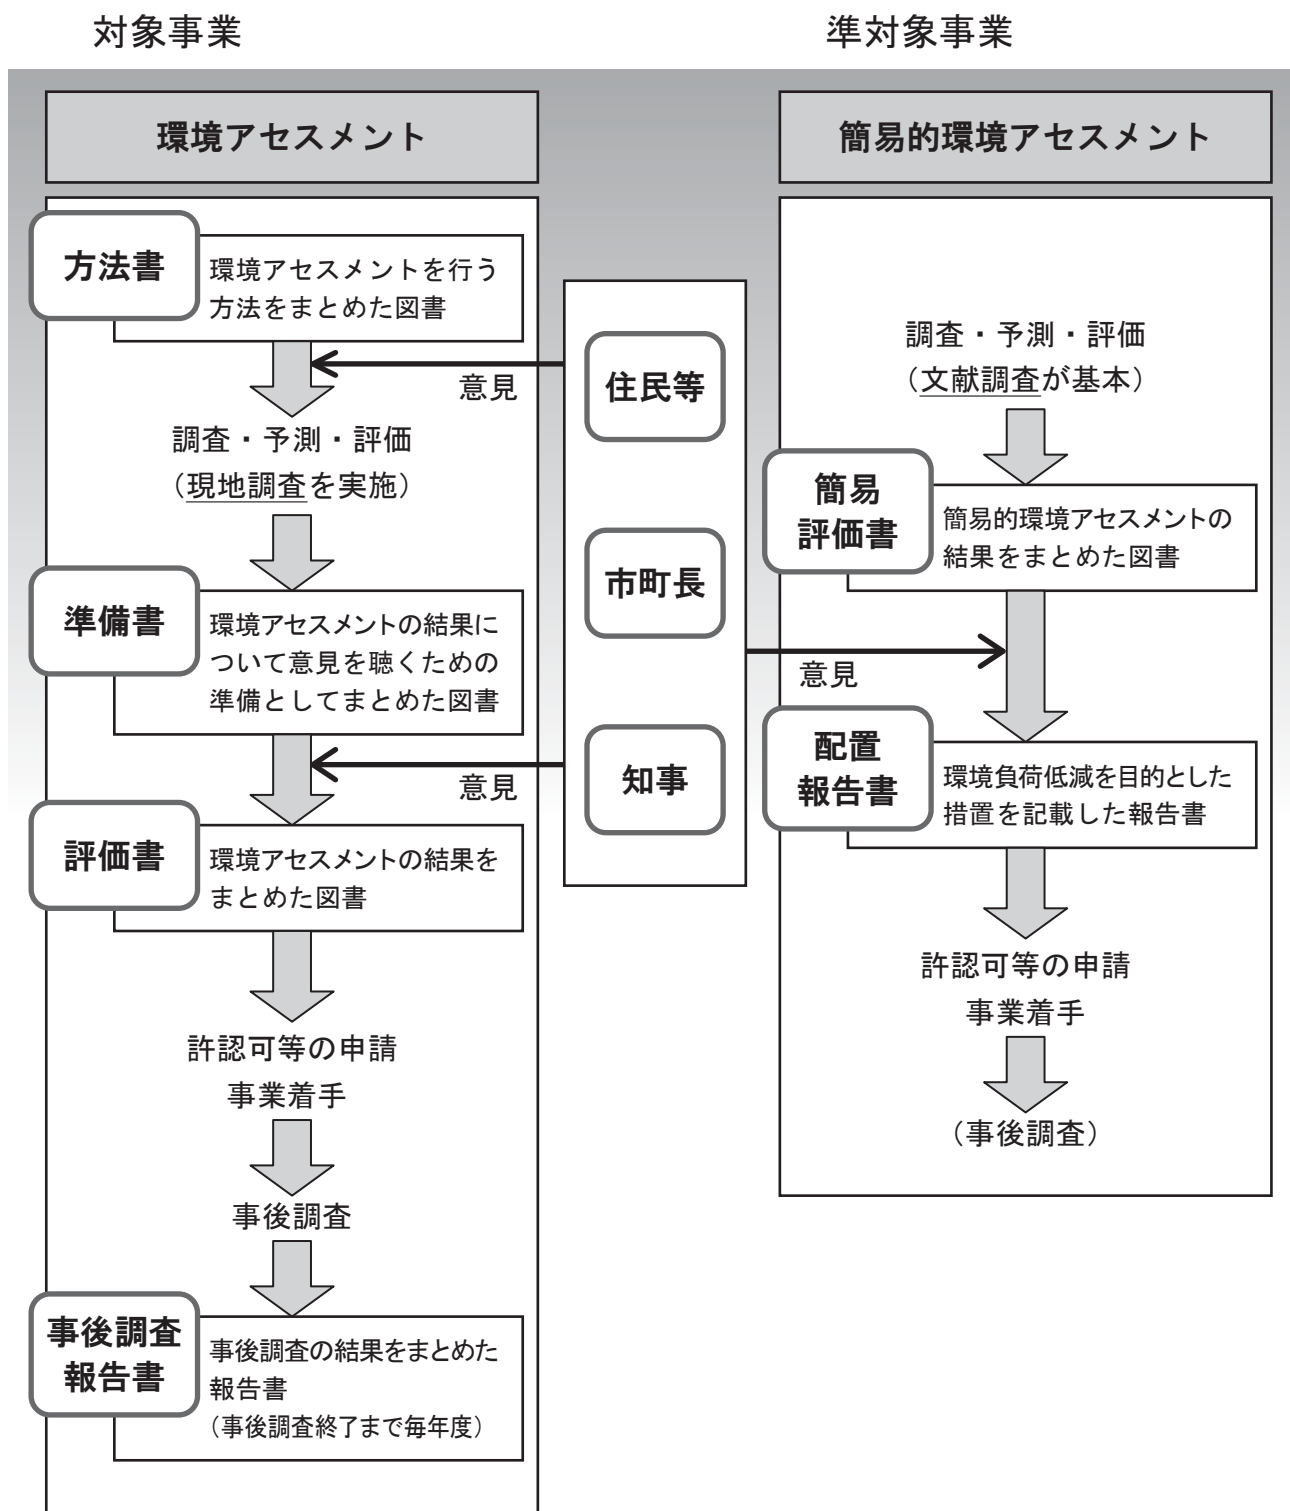 対象事業
環境アセスメント
方法書
環境アセスメントを行う
方法をまとめた図書
意見
調査・予測・評価
（現地調査を実施）
準備書
環境アセスメントの結果に
ついて意見を聴くための
準備としてまとめた図書
意見
評価書
環境アセスメントの結果を
まとめた図書
許認可等の申請
事業着手
事後調査
事後調査
報告書
事後調査の結果をまとめた
報告書
（事後調査終了まで毎年度）
住民等
市町長
知事
準対象事業
簡易的環境アセスメント
調査・予測・評価
（文献調査が基本）
簡易
評価書
簡易的環境アセスメントの
結果をまとめた図書
意見
配置
報告書
環境負荷低減を目的とした
措置を記載した報告書
許認可等の申請
事業着手
（事後調査）